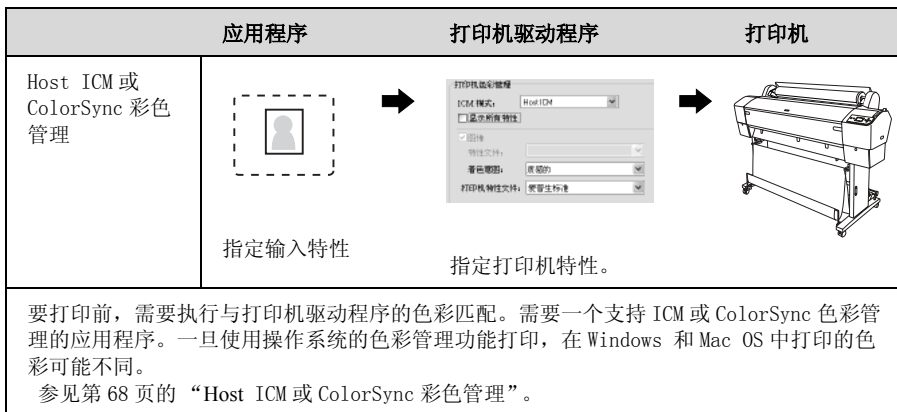 应用程序 打印机驱动程序 打印机
Host ICM 或
ColorSync 彩色
管理
打印机色彩管理
ICM 模式: Host ICM
显示所有特性
图像
特性文件:
着色意图:
打印机特性文件: 爱普生标准
指定输入特性
指定打印机特性。
要打印前，需要执行与打印机驱动程序的色彩匹配。需要一个支持 ICM 或 ColorSync 色彩管
理的应用程序。一旦使用操作系统的色彩管理功能打印，在 Windows 和 Mac OS 中打印的色
彩可能不同。
参见第 68 页的 “Host ICM 或 ColorSync 彩色管理”。